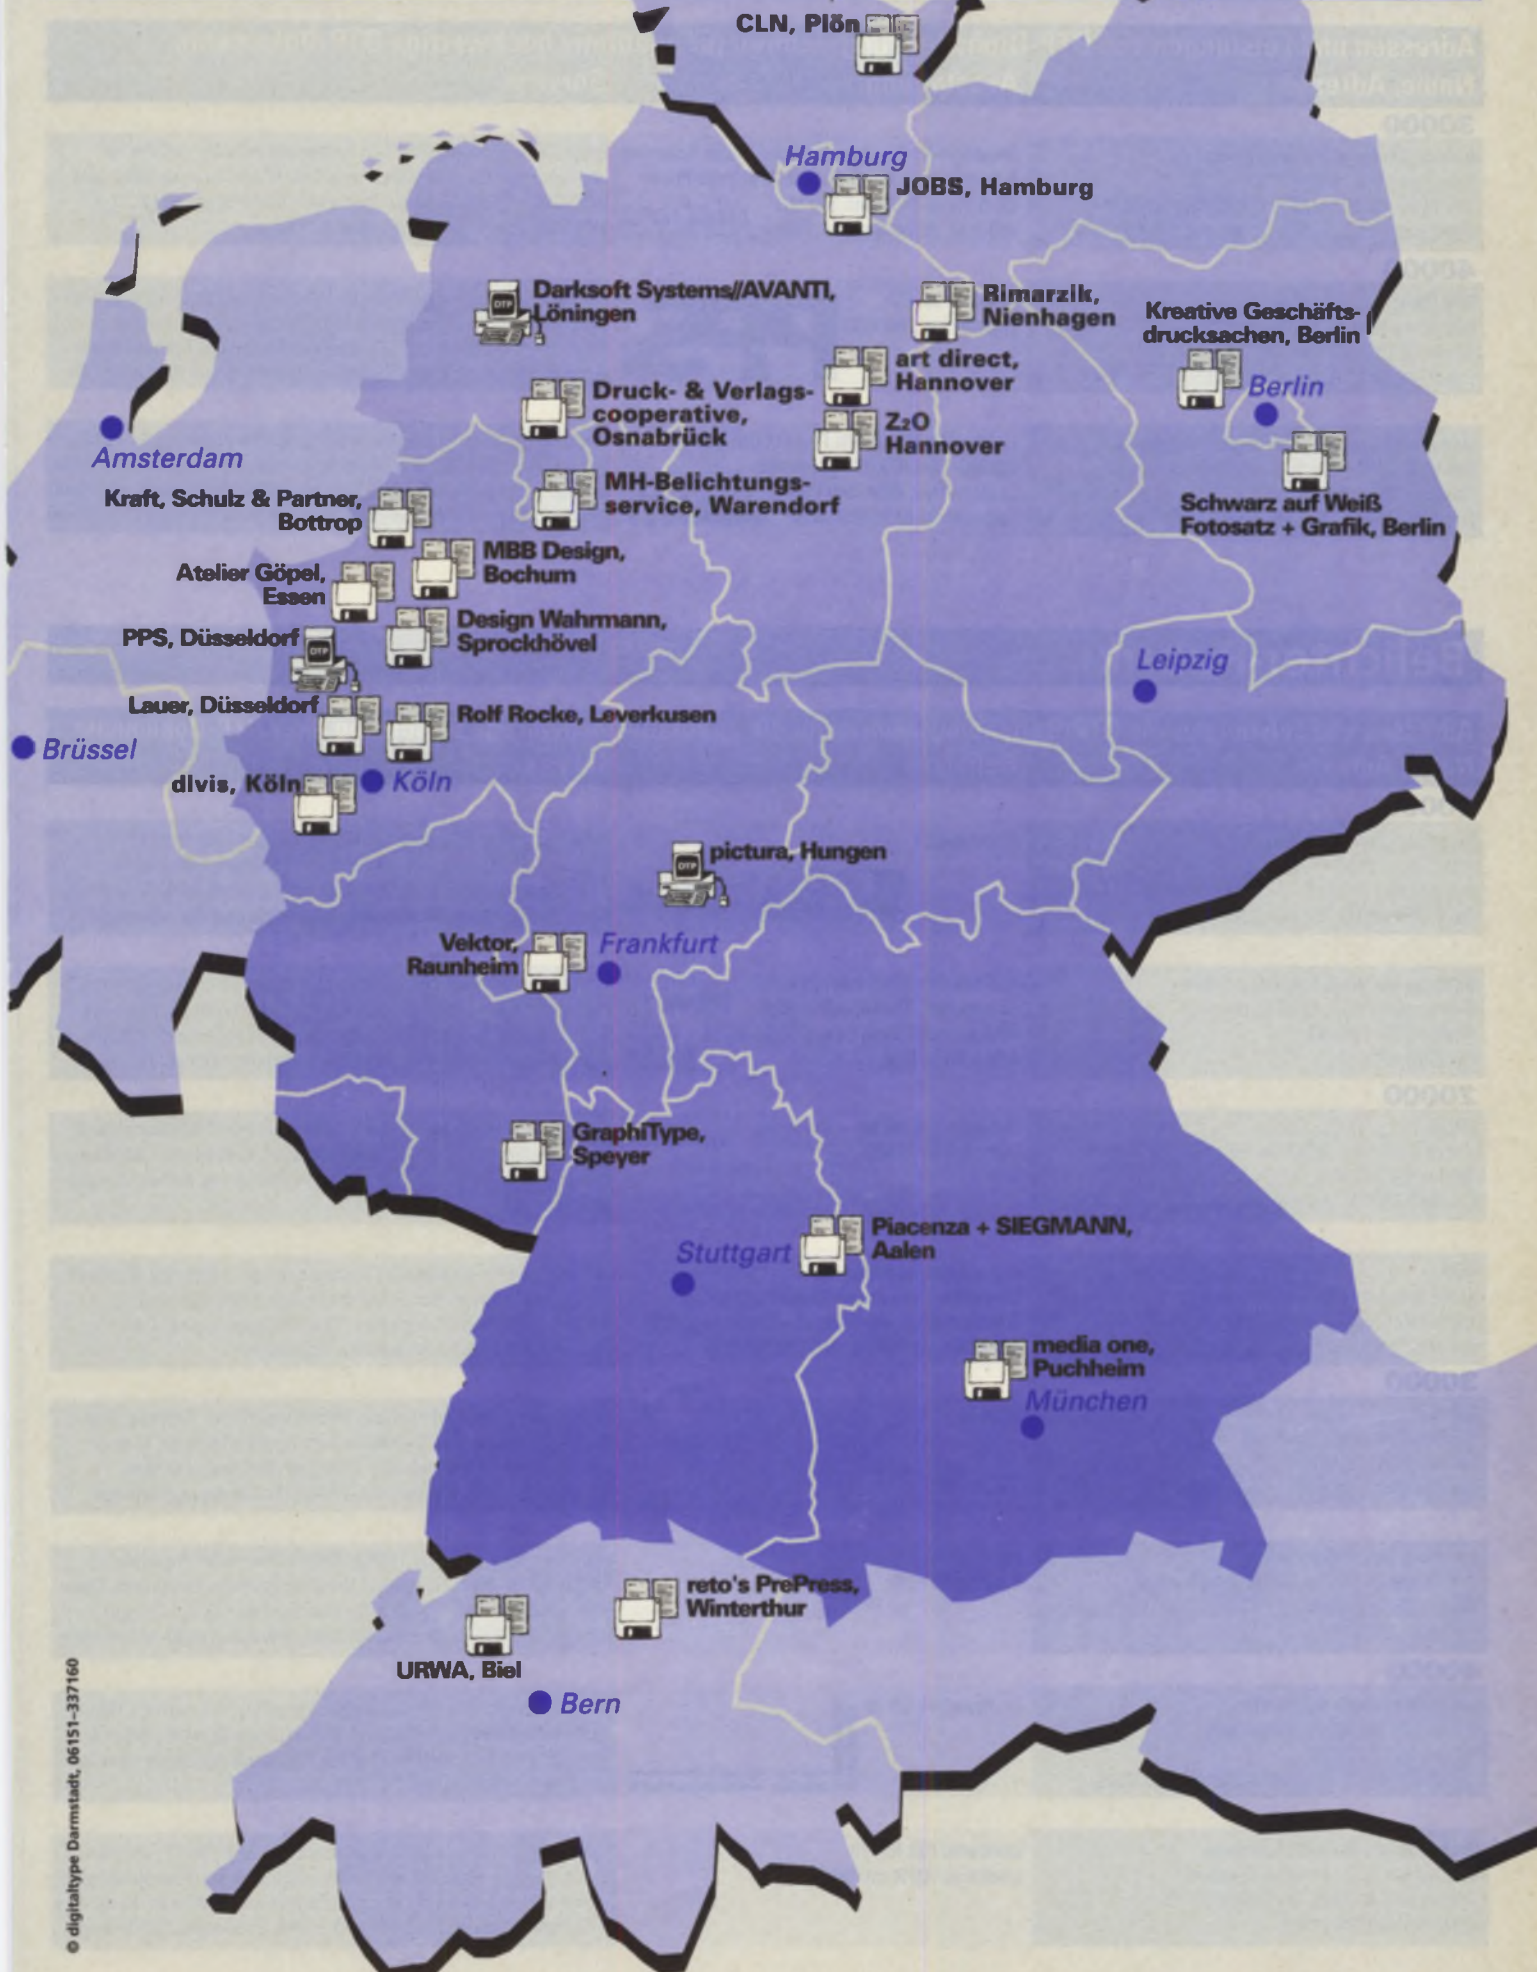 CLN, Plön
Hamburg
JOBS, Hamburg
Darksoft Systems//AVANTI,
Löningen
Rimarzik,
Nienhagen
Kreative Geschäfts-
drucksachen, Berlin
art direct,
Hannover
Berlin
Druck- & Verlags-
cooperative,
Osnabrück
Z2O
Hannover
Amsterdam
MH-Belichtungs-
service, Warendorf
Kraft, Schulz & Partner,
Bottrop
Schwarz auf Weiß
Fotosatz + Grafik, Berlin
MBB Design,
Bochum
Atelier Göpel,
Essen
Design Wahrmann,
Sprockhövel
PPS, Düsseldorf
Leipzig
Lauer, Düsseldorf
Rolf Rocke, Leverkusen
Brüssel
dlvis, Köln
Köln
pictura, Hungen
Vektor,
Raunheim
Frankfurt
GraphiType,
Speyer
Piacenza + SIEGMANN,
Aalen
Stuttgart
media one,
Puchheim
München
reto's PrePress,
Winterthur
URWA, Biel
Bern
DTP
DTP
DTP
© digitaltype Darmstadt, 06151-337160